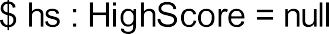 $ hs : HighScore = null